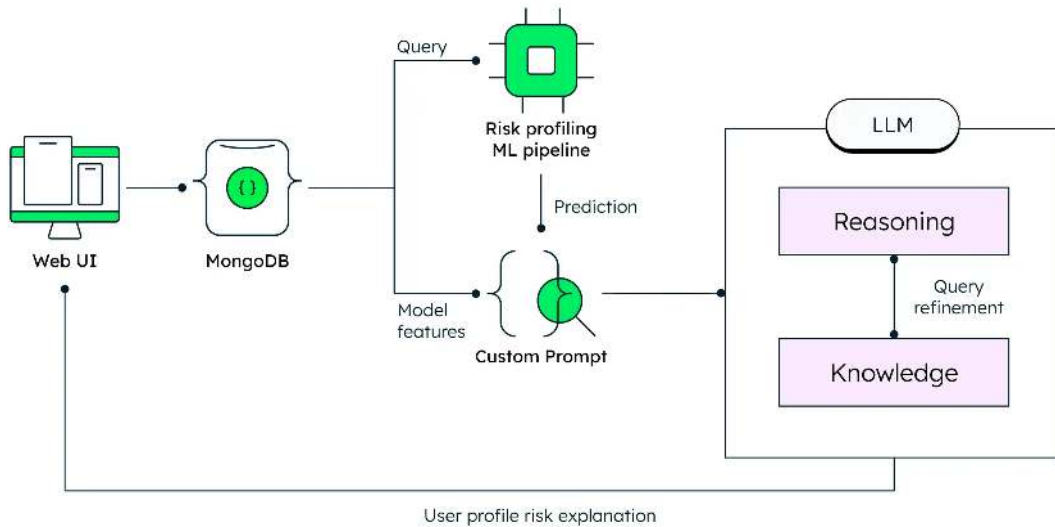 Query
Risk profiling
ML pipeline
LLM
{ }
Prediction
Reasoning
Web UI
MongoDB
Model
features
Custom Prompt
Query
refinement
Knowledge
User profile risk explanation